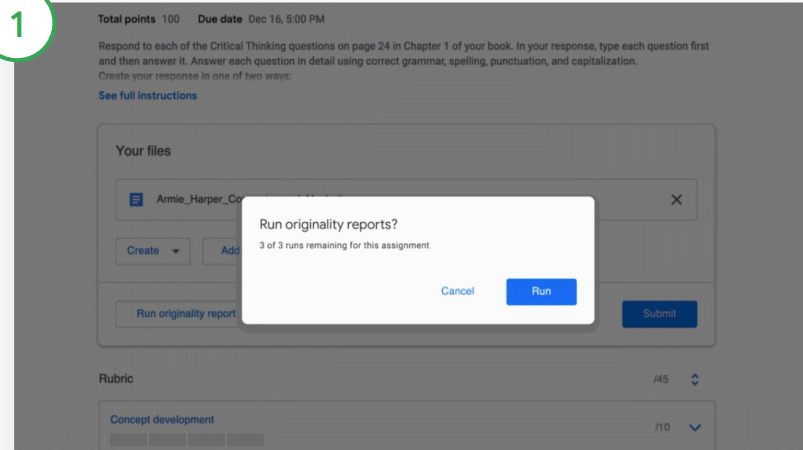 1
Total points 100 Due date Dec 16, 5:00 PM
Respond to each of the Critical Thinking questions on page 24 in Chapter 1 of your book. In your response, type each question first
and then answer it. Answer each question in detail using correct grammar, spelling, punctuation, and capitalization.
Create your response in one of two ways:
See full instructions
Your files
Armie_Harper_
Run originality reports?
3 of 3 runs remaining for this assignment
Create Add
Cancel Run
Run originality report
Submit
Rubric /45
Concept development /10